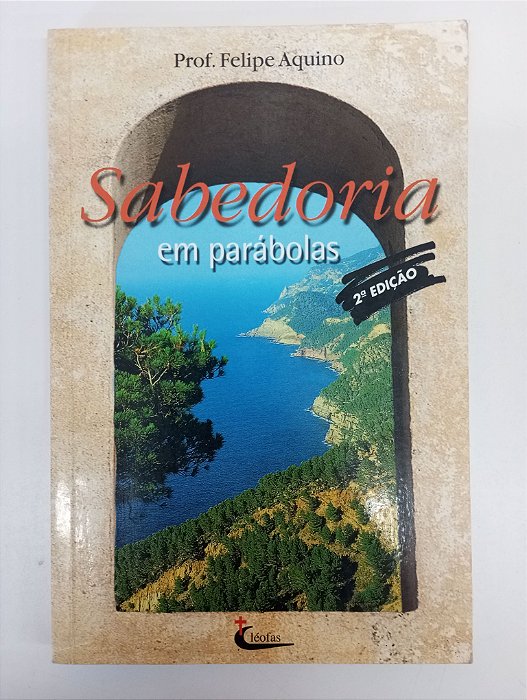 Prof. Felipe Aquino
Sabedoria
em parábolas
2ª EDIÇÃO
Cléofas